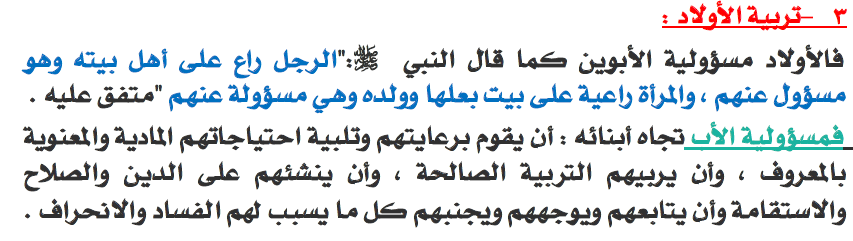 ٣ –تربية الأولاد :
فالأولاد مسؤولية الأبوين كما قال النبي ﷺ:"الرجل راع على أهل بيته وهو
مسؤول عنهم ، والمرأة راعية على بيت بعلها وولده وهي مسؤولة عنهم "متفق عليه .
فمسؤولية الأب تجاه أبنائه : أن يقوم برعايتهم وتلبية احتياجاتهم المادية والمعنوية
بالمعروف ، وأن يربيهم التربية الصالحة ، وأن ينشئهم على الدين والصلاح
والاستقامة وأن يتابعهم ويوجههم ويجنبهم كل ما يسبب لهم الفساد والانحراف .